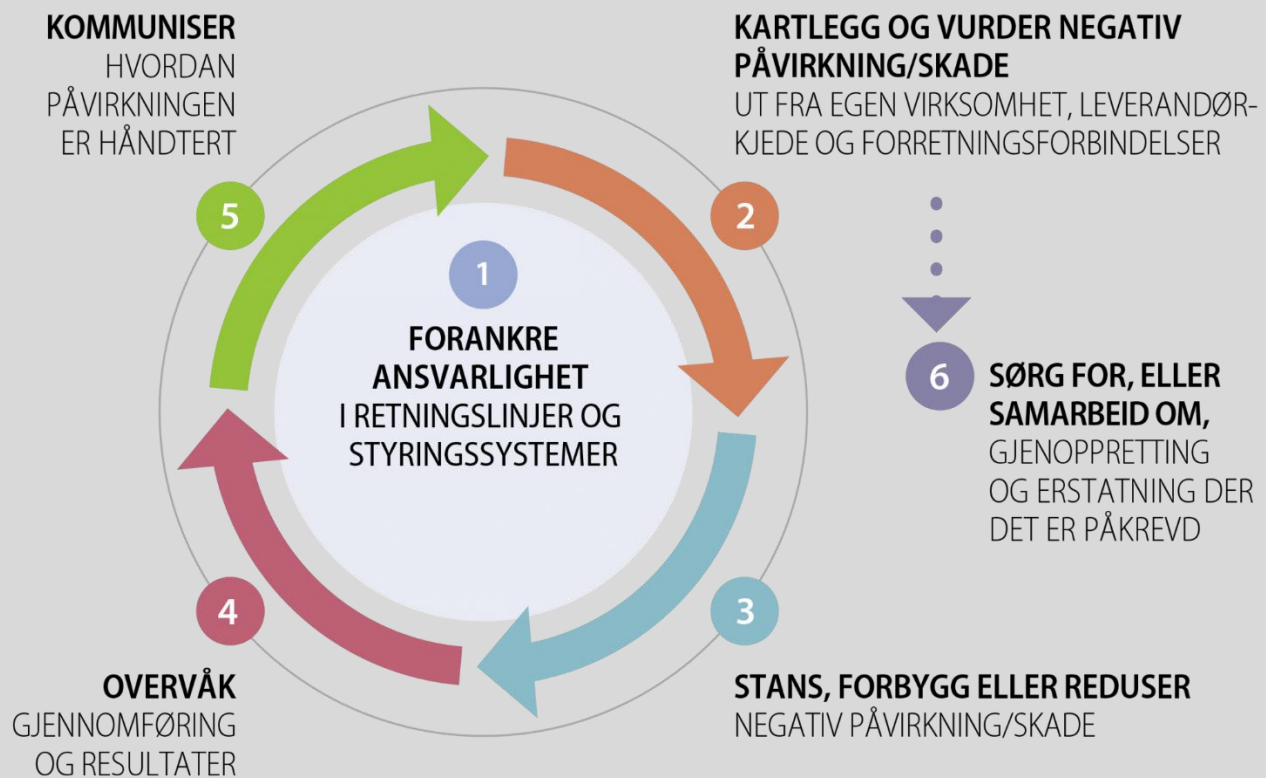 1
FORANKRE
ANSVARLIGHET
I RETNINGSLINJER OG
STYRINGSSYSTEMER
2
KARTLEGG OG VURDER NEGATIV
PÅVIRKNING/SKADE
UT FRA EGEN VIRKSOMHET, LEVERANDØR-
KJEDE OG FORRETNINGSFORBINDELSER
3
STANS, FORBYGG ELLER REDUSER
NEGATIV PÅVIRKNING/SKADE
4
OVERVÅK
GJENNOMFØRING
OG RESULTATER
5
KOMMUNISER
HVORDAN
PÅVIRKNINGEN
ER HÅNDTERT
6
SØRG FOR, ELLER
SAMARBEID OM,
GJENOPPRETTING
OG ERSTATNING DER
DET ER PÅKREVD